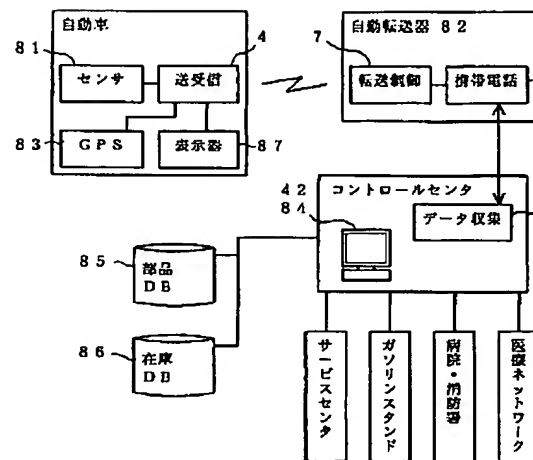 自動車
81
4
センサ
送受信
83
GPS
表示器
87
自動転送器 82
7
転送制御
携帯電話
42
コントロールセンタ
84
データ収集
85
部品
DB
86
在庫
DB
サービスセンタ
ガソリンスタンド
病院・消防署
医療ネットワーク